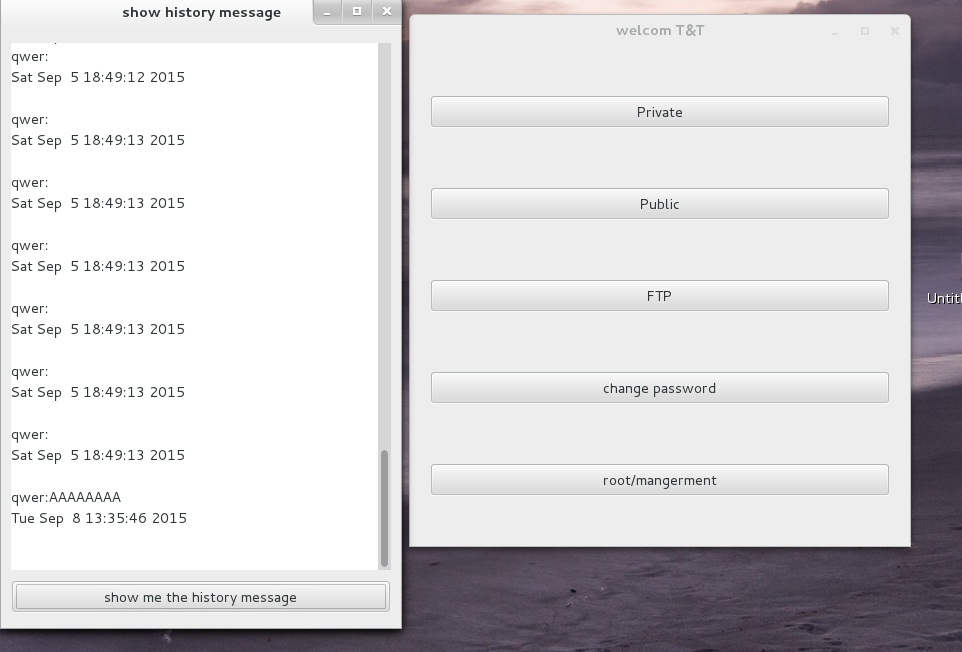 show history message
qwer:
Sat Sep  5 18:49:12 2015
qwer:
Sat Sep  5 18:49:13 2015
qwer:
Sat Sep  5 18:49:13 2015
qwer:
Sat Sep  5 18:49:13 2015
qwer:
Sat Sep  5 18:49:13 2015
qwer:
Sat Sep  5 18:49:13 2015
qwer:
Sat Sep  5 18:49:13 2015
qwer:AAAAAAAA
Tue Sep  8 13:35:46 2015
show me the history message
welcom T&T
Private
Public
FTP
change password
root/mangerment